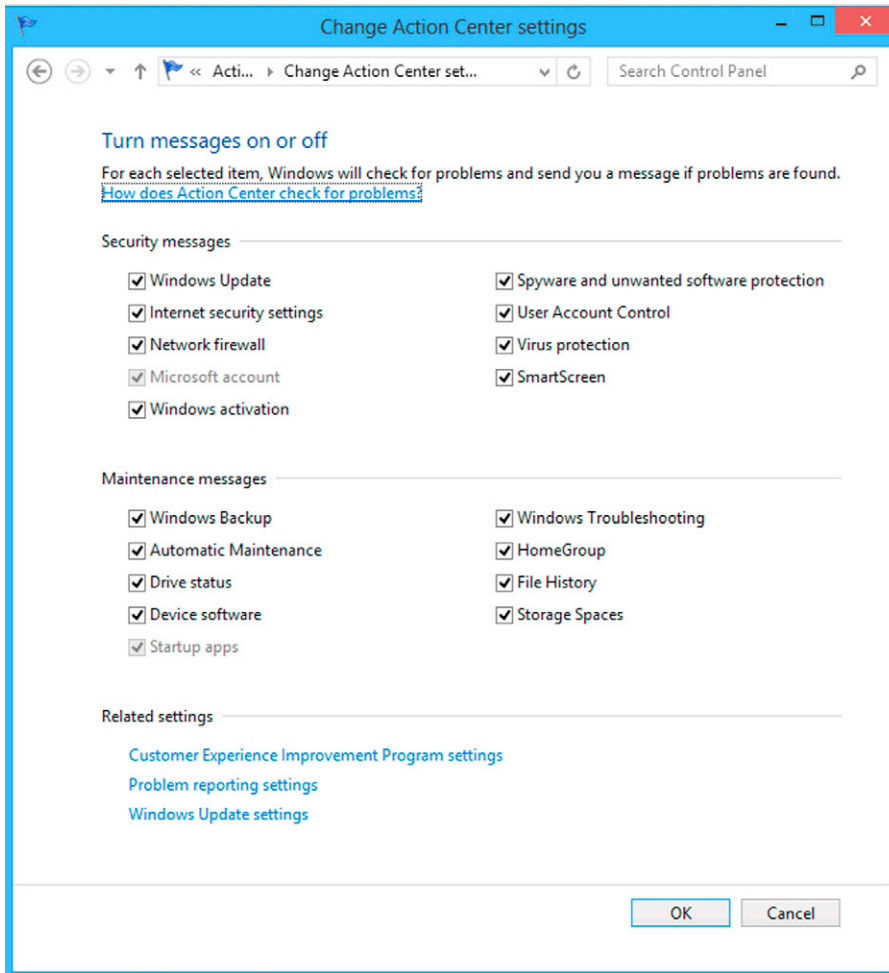 Change Action Center settings
« Acti... Change Action Center set...
Search Control Panel
Turn messages on or off
For each selected item, Windows will check for problems and send you a message if problems are found.
How does Action Center check for problems?
Security messages
Windows Update
Spyware and unwanted software protection
Internet security settings
User Account Control
Network firewall
Virus protection
Microsoft account
SmartScreen
Windows activation
Maintenance messages
Windows Backup
Windows Troubleshooting
Automatic Maintenance
HomeGroup
Drive status
File History
Device software
Storage Spaces
Startup apps
Related settings
Customer Experience Improvement Program settings
Problem reporting settings
Windows Update settings
OK
Cancel